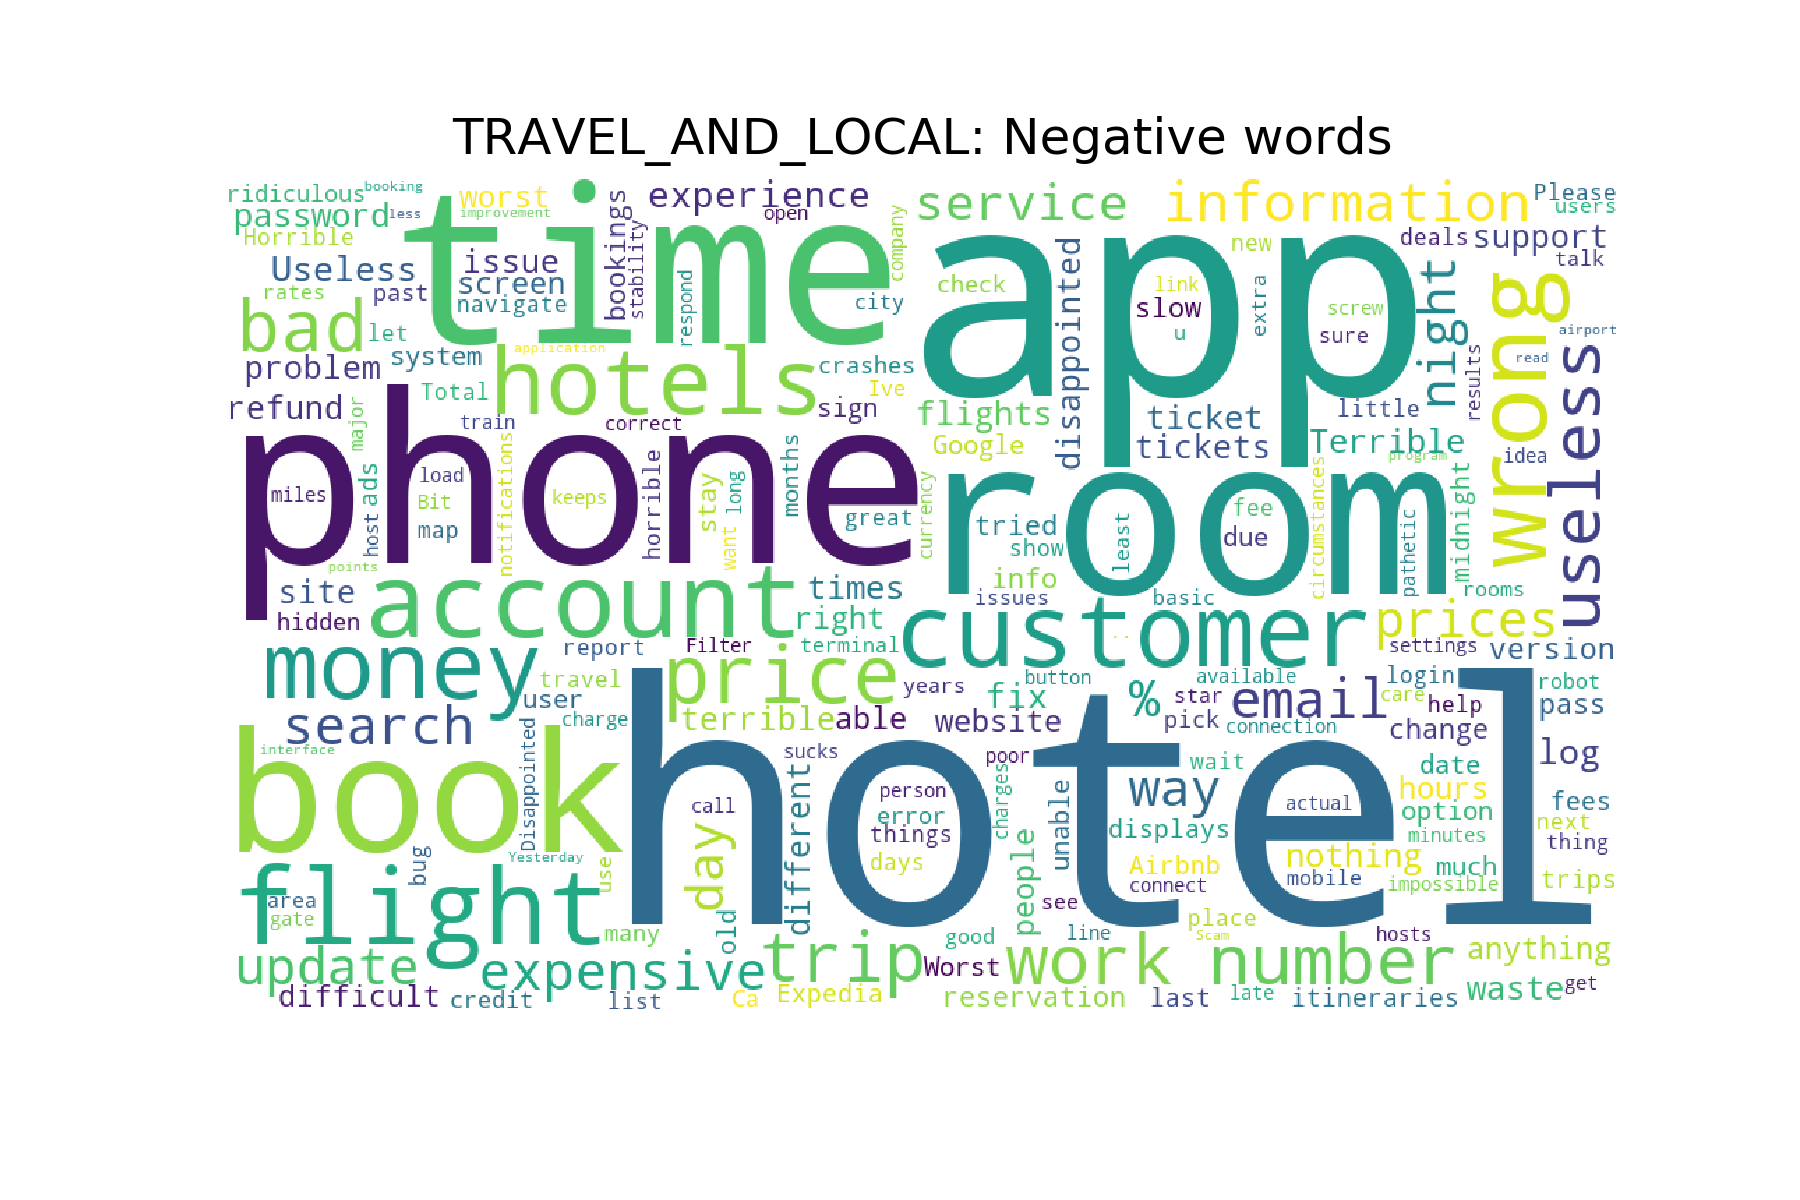 TRAVEL_AND_LOCAL: Negative words
ridiculous
booking
worst
experience
service
information
Please
password
less
improvement
open
users
Horrible
time
bookings
stability
company
app
new
deals
support
Useless
issue
screen
talk
rates
past
navigate
respond
city
check
disappointed
link
slow
u
extra
screw
sure
night
wrong
airport
bad
let
system
application
hotels
crashes
read
useless
problem
Total
Ive
results
refund
major
train
correct
sign
flights
ticket
little
phone
Google
tickets
Terrible
program
idea
miles
host
ads
load
Bit
map
notifications
keeps
horrible
stay
want
long
months
great
currency
room
tried
show
least
fee
due
circumstances
pathetic
midnight
points
site
account
times
info
issues
basic
rooms
hidden
right
customer
..
prices
money
report
Filter
terminal
settings
version
travel
price
years
button
available
login
robot
user
fix
%
star
email
care
help
pass
search
charge
terrible
able
website
pick
connection
change
book
interface
Disappointed
hotel
sucks
poor
way
wait
date
log
call
different
person
error
things
days
charges
unable
displays
actual
hours
option
fees
minutes
next
thing
bug
Yesterday
use
day
people
Airbnb
connect
nothing
mobile
much
impossible
trips
flight
area
gate
many
old
see
place
Scam
good
line
hosts
update
expensive
trip
Worst
work
number
anything
difficult
credit
list
Ca
Expedia
reservation
last
late
itineraries
waste
get